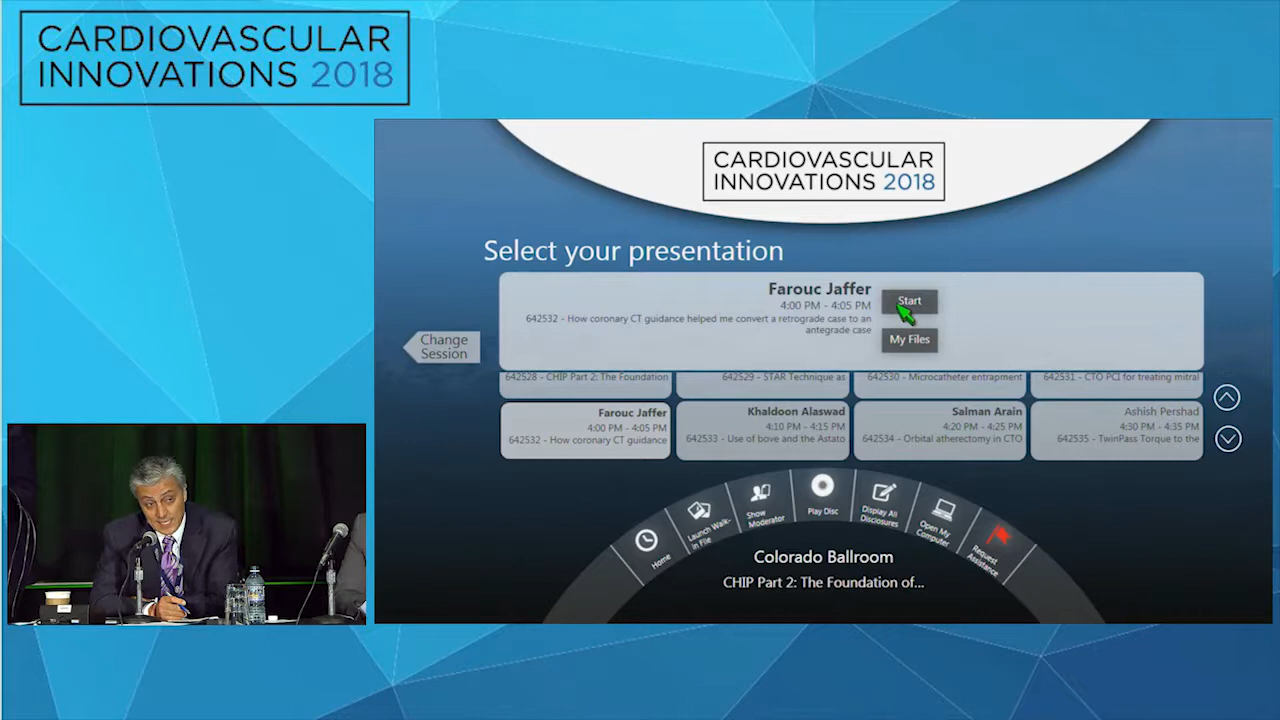 CARDIOVASCULAR
INNOVATIONS 2018
CARDIOVASCULAR
INNOVATIONS 2018
Select your presentation
Farouc Jaffer
4:00 PM - 4:05 PM
642532 - How coronary CT guidance helped me convert a retrograde case to an
antegrade case
Start
My Files
Change
Session
642528 - CHIP Part 2: The Foundation
642529 - STAR Technique as
642530 - Microcatheter entrapment
642531 - CTO PCI for treating mitral
Farouc Jaffer
4:00 PM - 4:05 PM
642532 - How coronary CT guidance
Khaldoon Alaswad
4:10 PM - 4:15 PM
642533 - Use of bove and the Astato
Salman Arain
4:20 PM - 4:25 PM
642534 - Orbital atherectomy in CTO
Ashish Pershad
4:30 PM - 4:35 PM
642535 - TwinPass Torque to the
Home
Launch Walk-
in File
Show
Moderator
Play Disc
Display All
Disclosures
Open My
Computer
Request
Assistance
Colorado Ballroom
CHIP Part 2: The Foundation of...